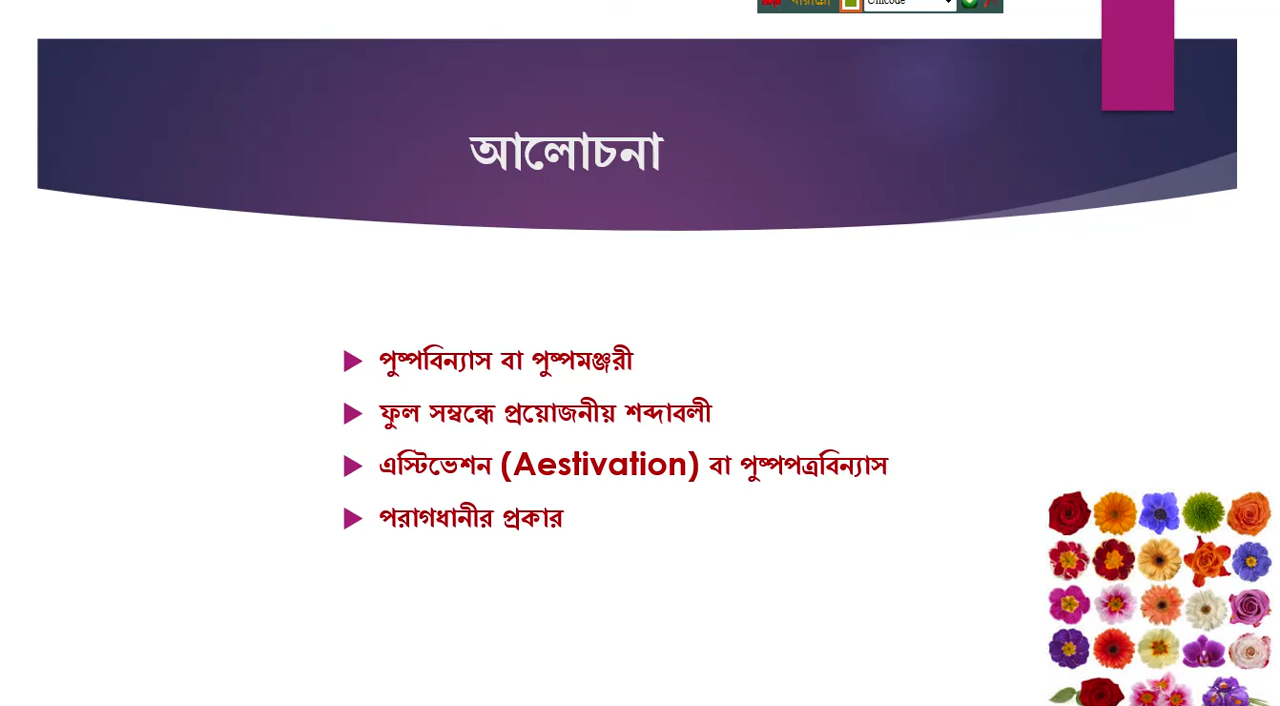 Unicode
আলোচনা
পুষ্পবিন্যাস বা পুষ্পমঞ্জরী
ফুল সম্বন্ধে প্রয়োজনীয় শব্দাবলী
এস্টিভেশন (Aestivation) বা পুষ্পপত্রবিন্যাস
পরাগধানীর প্রকার